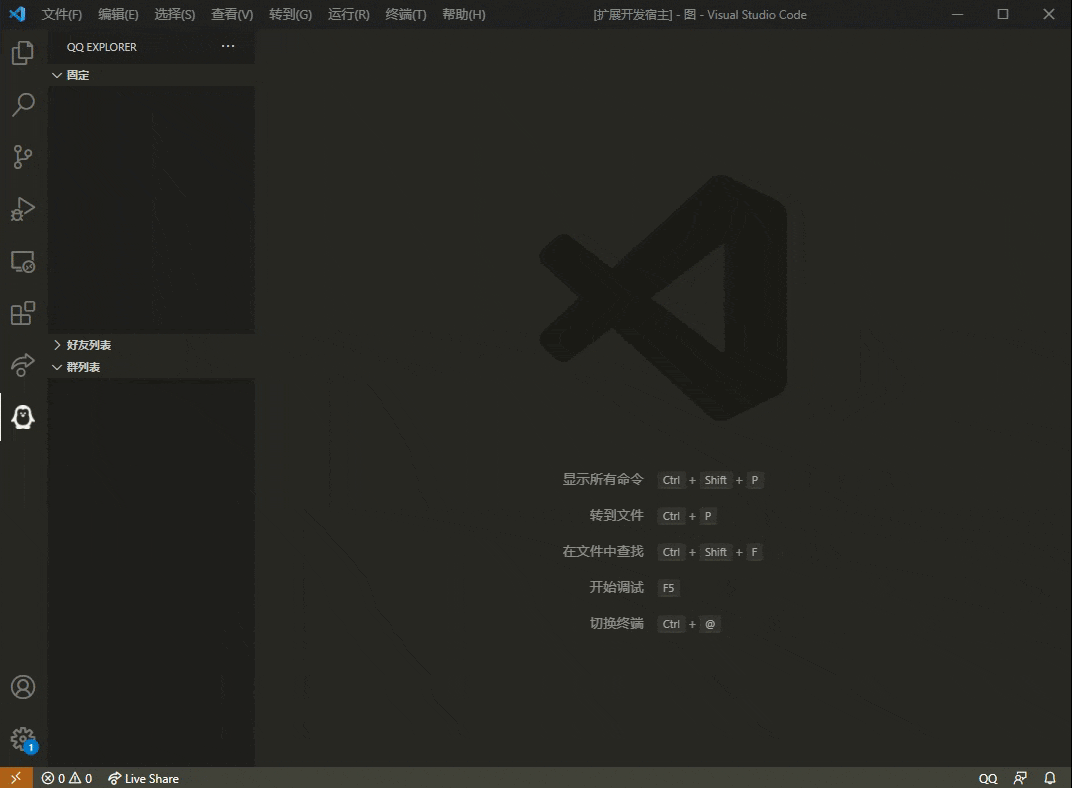 文件(F) 编辑(E) 选择(S) 查看(V) 转到(G) 运行(R) 终端(T) 帮助(H) [扩展开发宿主] - 图 - Visual Studio Code
QQ EXPLORER ···
固定
好友列表
群列表
显示所有命令 Ctrl + Shift + P
转到文件 Ctrl + P
在文件中查找 Ctrl + Shift + F
开始调试 F5
切换终端 Ctrl + @
1
0 0 Live Share QQ